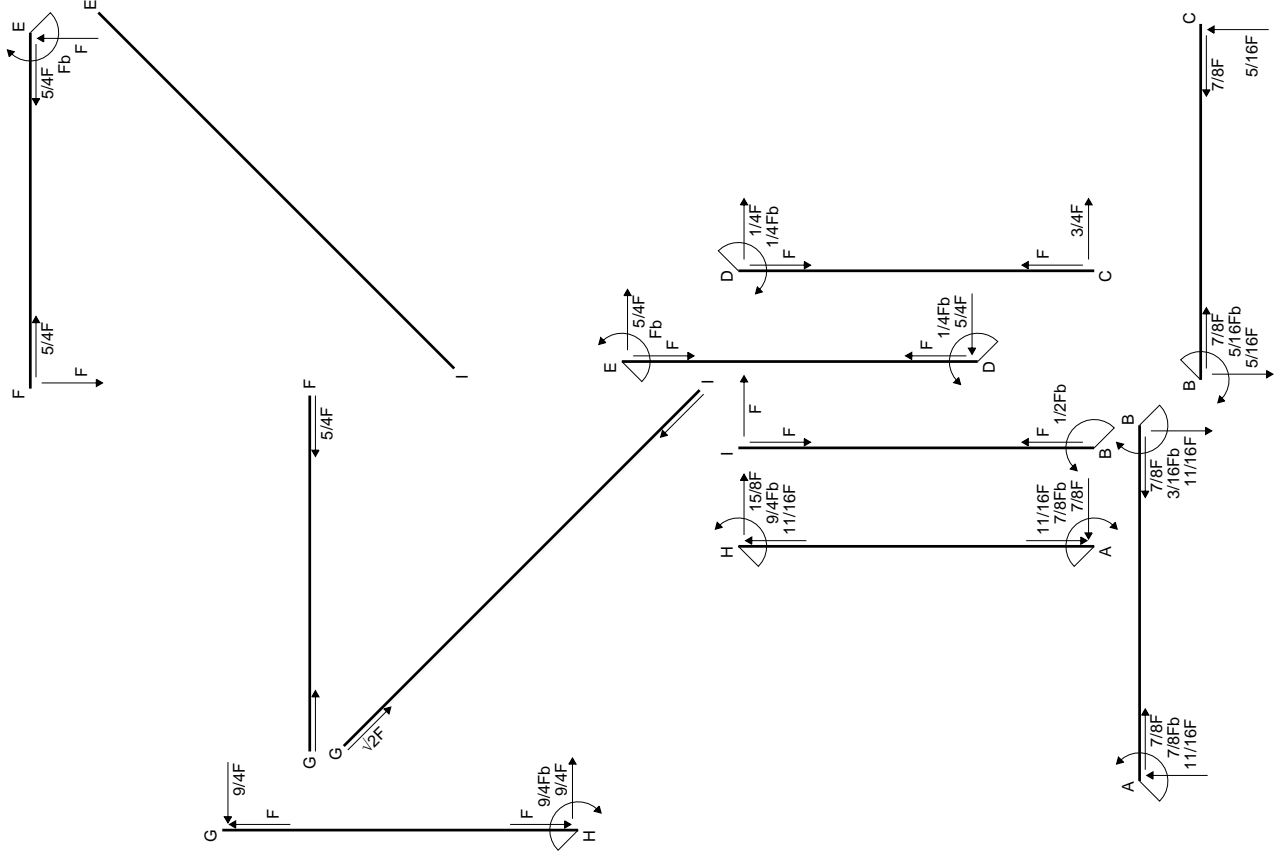 F
5/4F
F
E
5/4F
Fb
F
E
I
G
F
5/4F
G
√2F
I
G
9/4F
F
F
9/4Fb
9/4F
H
E
5/4F
Fb
F
F
1/4Fb
5/4F
D
D
1/4F
1/4Fb
F
F
3/4F
C
I
F
F
F
1/2Fb
B
H
15/8F
9/4Fb
11/16F
11/16F
7/8Fb
7/8F
A
A
7/8F
7/8Fb
11/16F
B
7/8F
3/16Fb
11/16F
B
7/8F
5/16Fb
5/16F
C
7/8F
5/16F